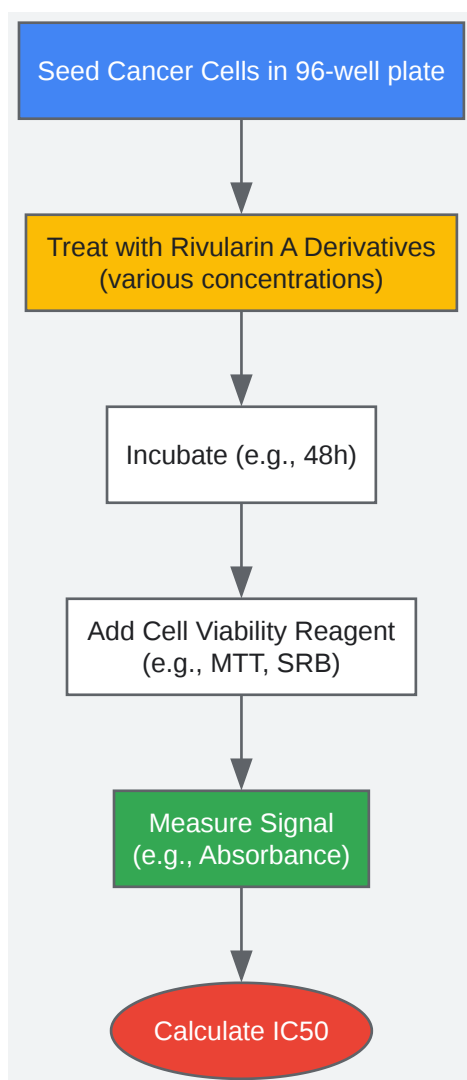 Seed Cancer Cells in 96-well plate
Treat with Rivularin A Derivatives
(various concentrations)
Incubate (e.g., 48h)
Add Cell Viability Reagent
(e.g., MTT, SRB)
Measure Signal
(e.g., Absorbance)
Calculate IC50